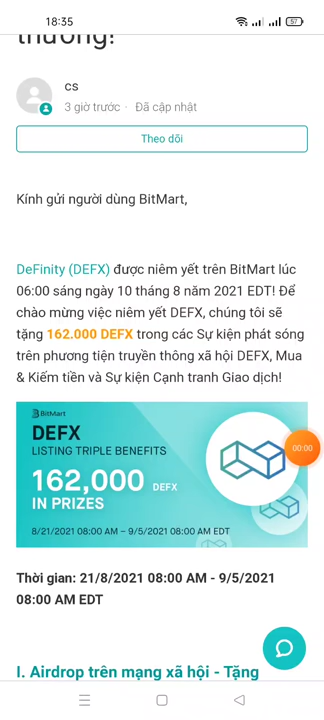 18:35
57
thưởng!
cs
3 giờ trước · Đã cập nhật
Theo dõi
Kính gửi người dùng BitMart,
DeFinity (DEFX) được niêm yết trên BitMart lúc
06:00 sáng ngày 10 tháng 8 năm 2021 EDT! Để
chào mừng việc niêm yết DEFX, chúng tôi sẽ
tặng 162.000 DEFX trong các Sự kiện phát sóng
trên phương tiện truyền thông xã hội DEFX, Mua
& Kiếm tiền và Sự kiện Cạnh tranh Giao dịch!
BitMart
DEFX
LISTING TRIPLE BENEFITS
162,000 DEFX
IN PRIZES
8/21/2021 08:00 AM – 9/5/2021 08:00 AM EDT
00:00
Thời gian: 21/8/2021 08:00 AM - 9/5/2021
08:00 AM EDT
I. Airdrop trên mạng xã hội - Tặng